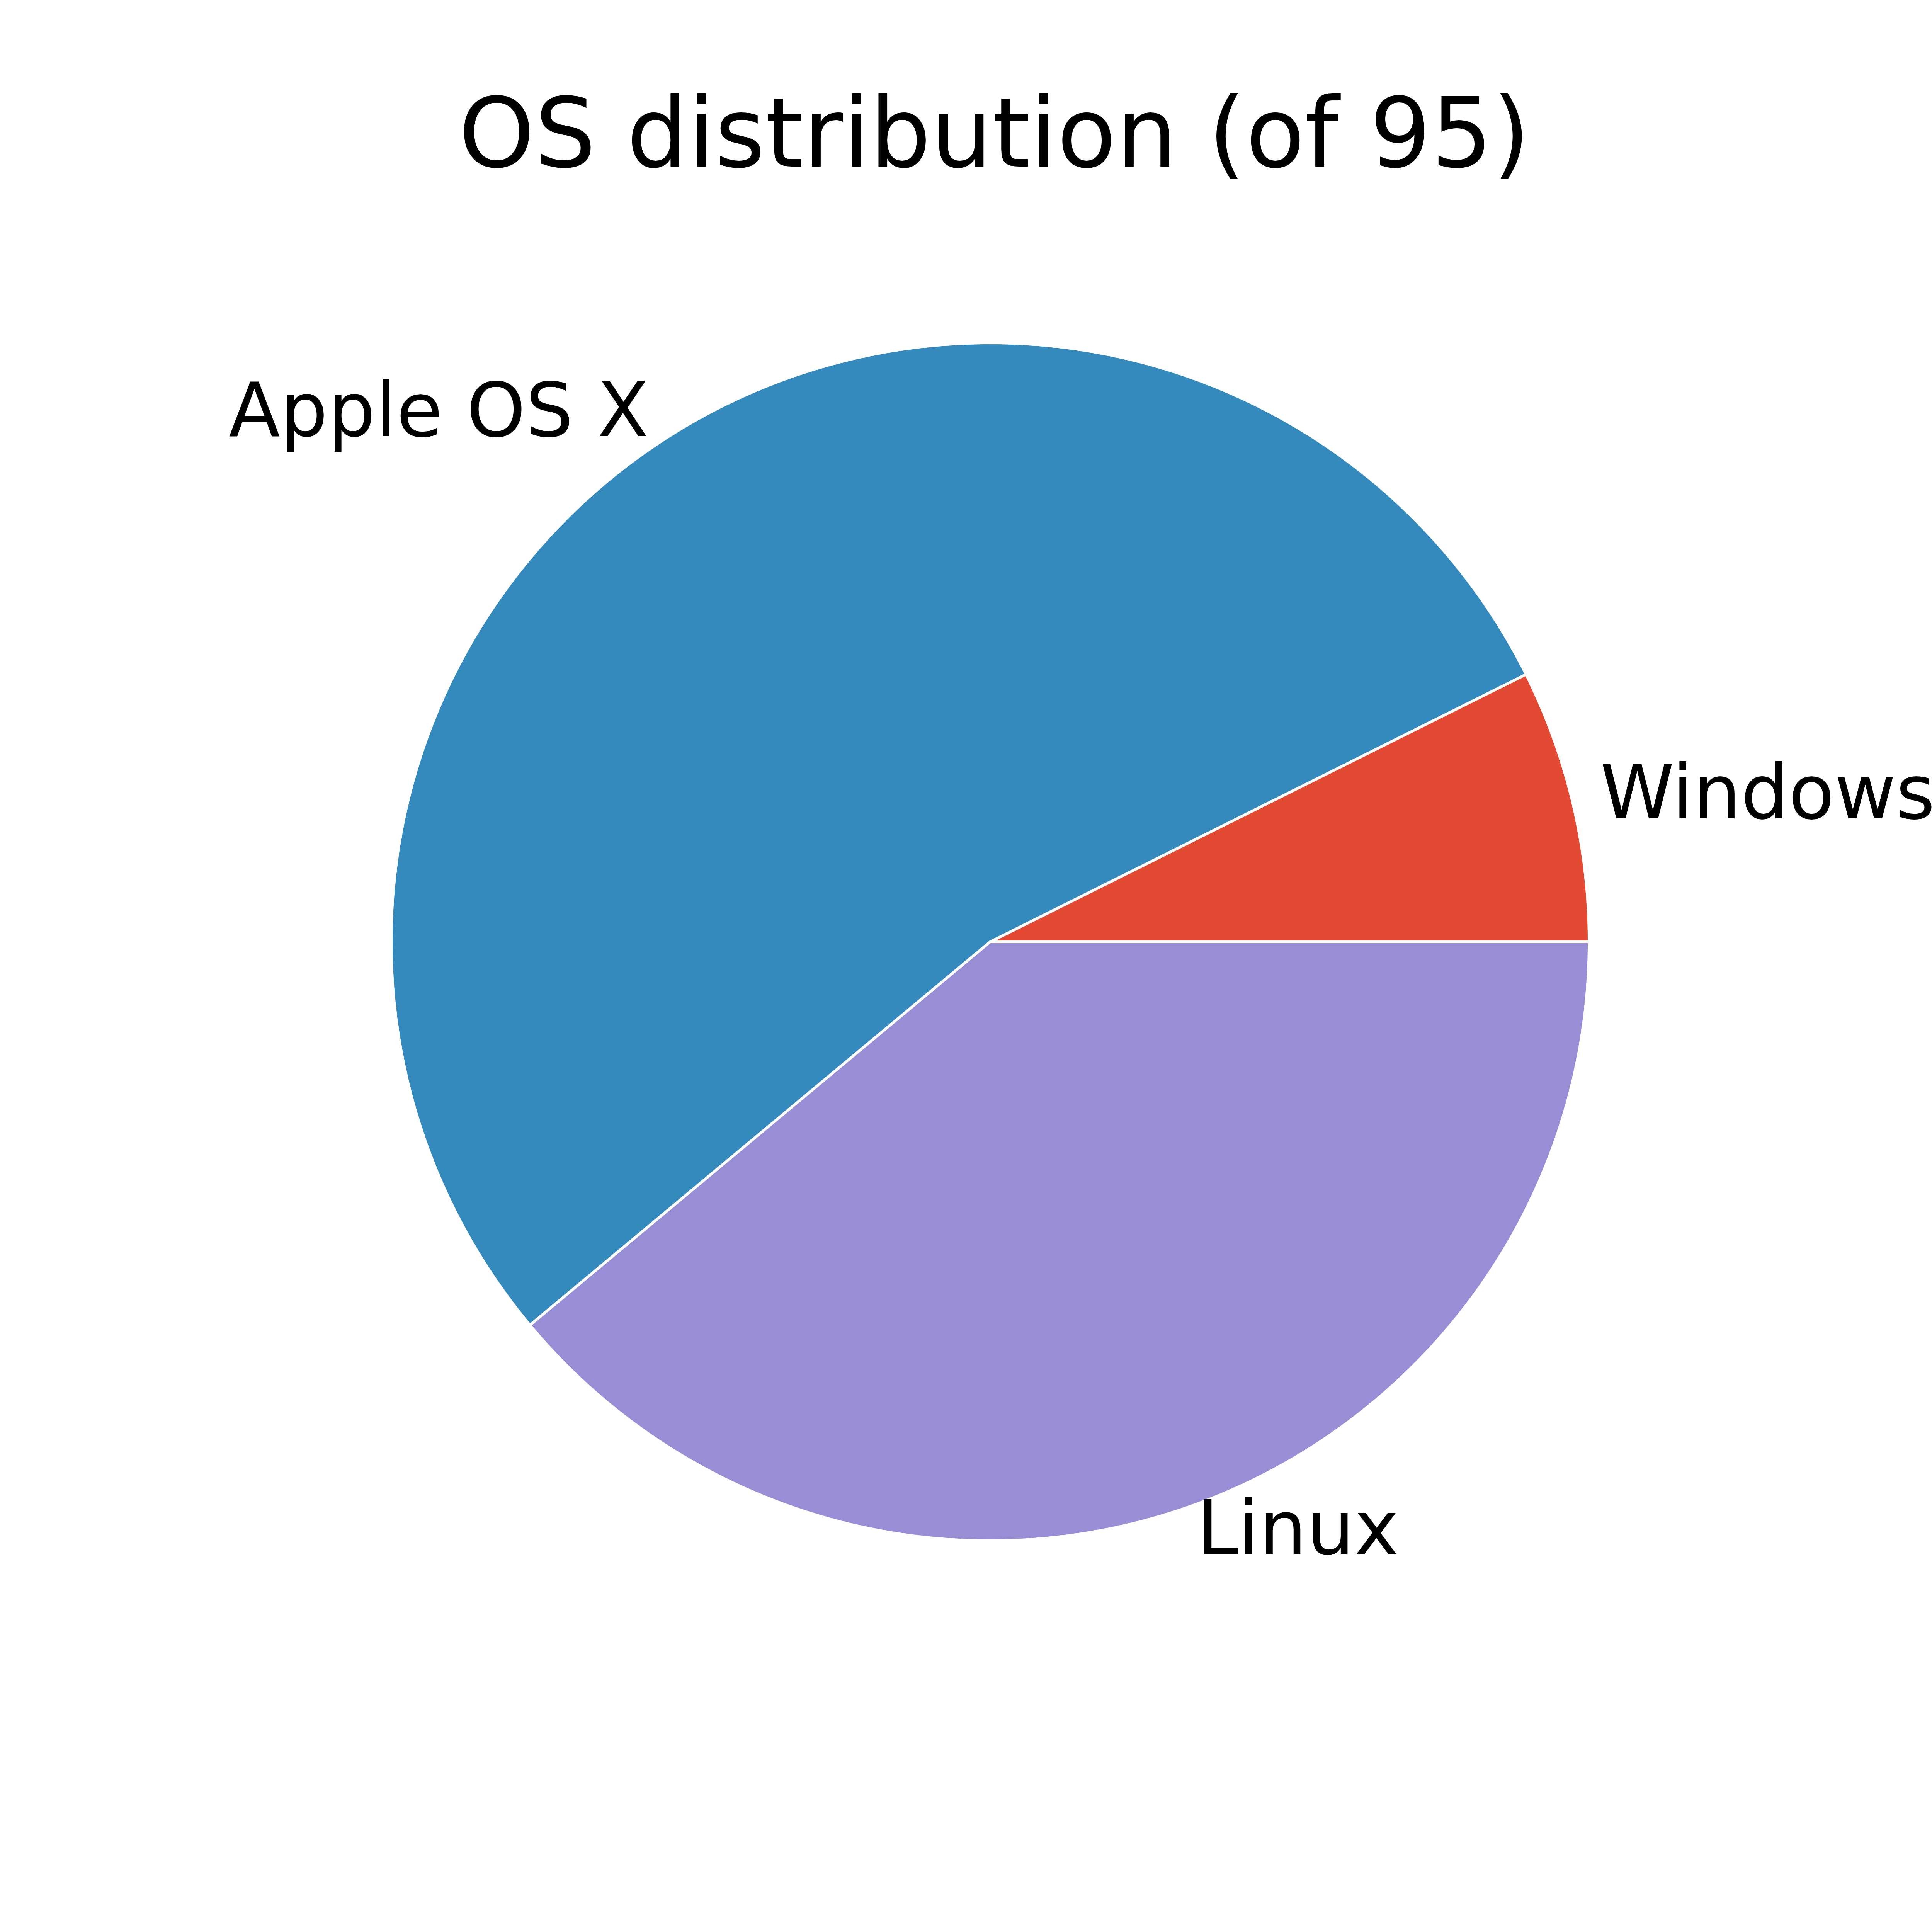 OS distribution (of 95)
Apple OS X
Windows
Linux